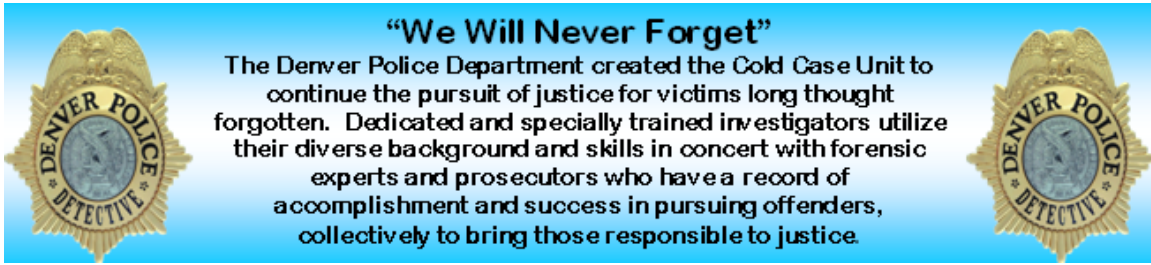 “We Will Never Forget”
The Denver Police Department created the Cold Case Unit to
continue the pursuit of justice for victims long thought
forgotten.  Dedicated and specially trained investigators utilize
their diverse background and skills in concert with forensic
experts and prosecutors who have a record of
accomplishment and success in pursuing offenders,
collectively to bring those responsible to justice.
DENVER POLICE
DETECTIVE
DENVER POLICE
DETECTIVE